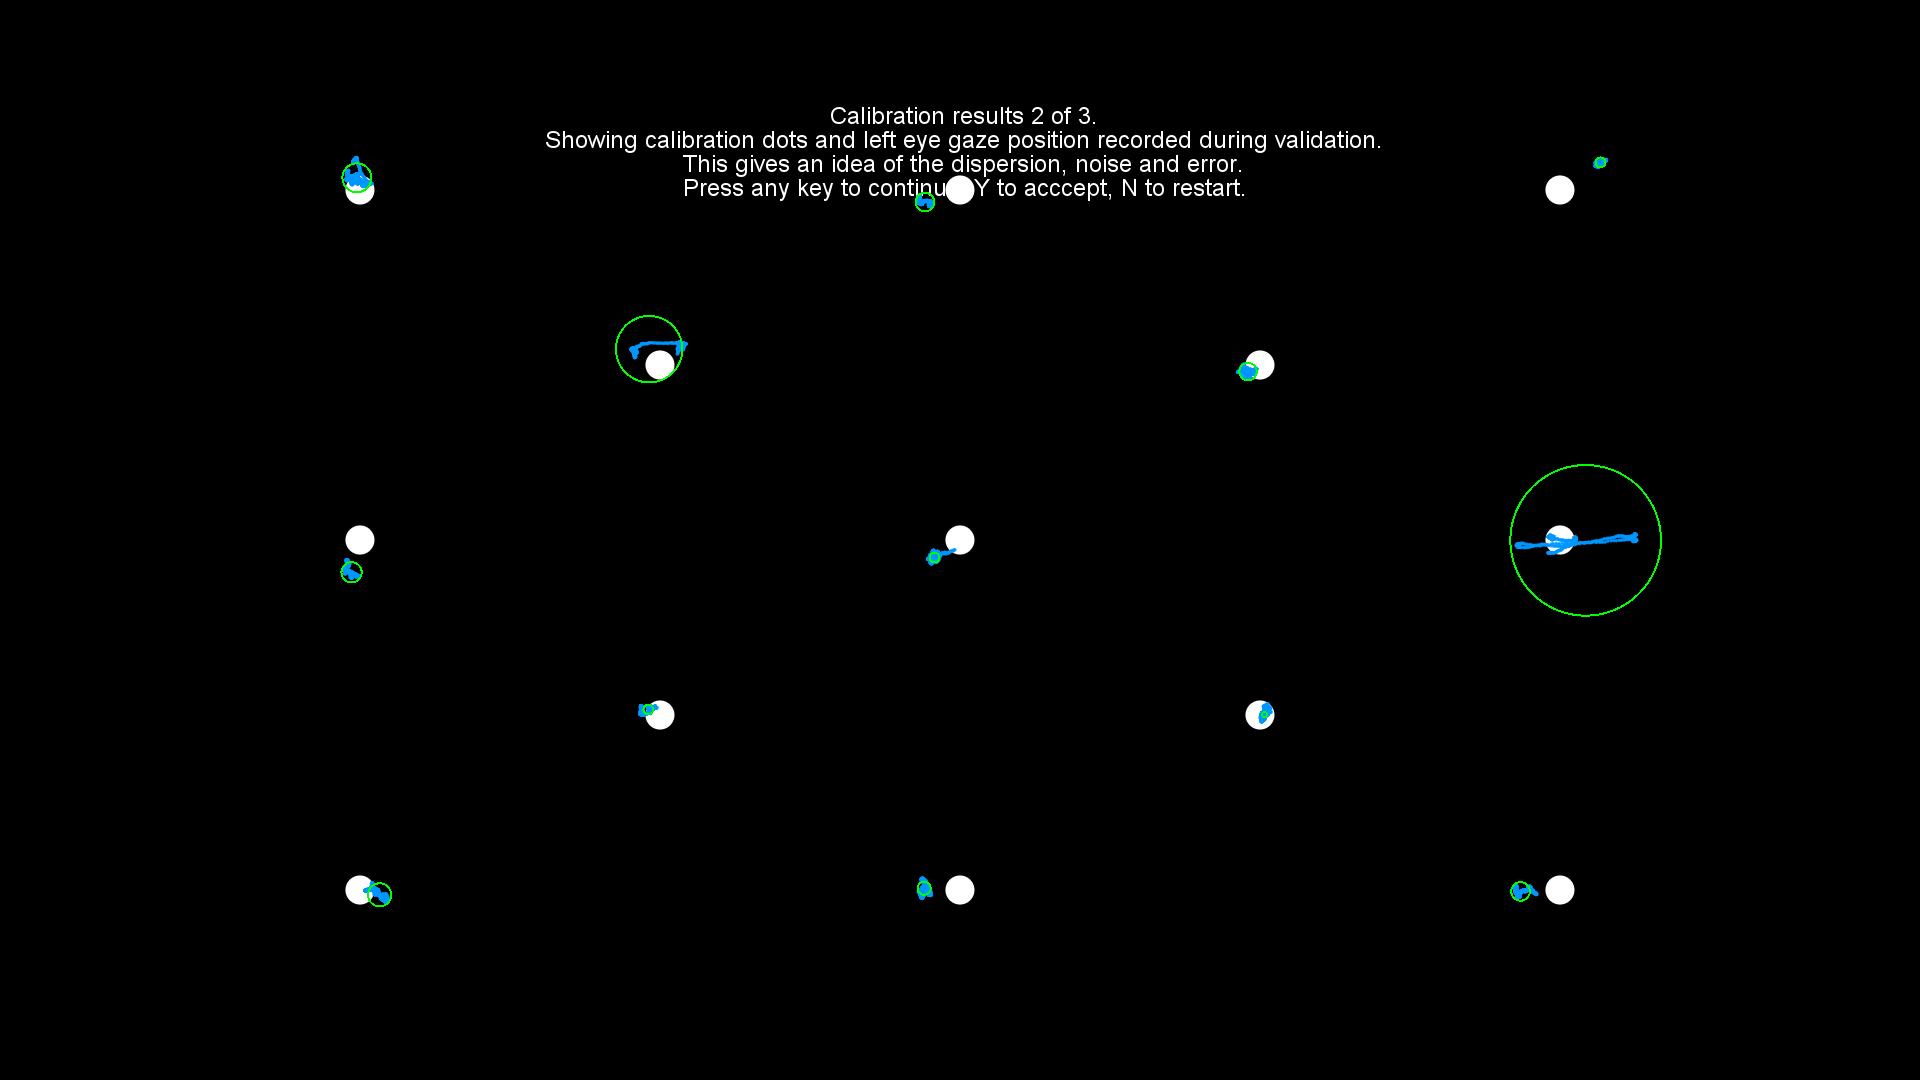 Calibration results 2 of 3.
Showing calibration dots and left eye gaze position recorded during validation.
This gives an idea of the dispersion, noise and error.
Press any key to continu Y to acccept, N to restart.